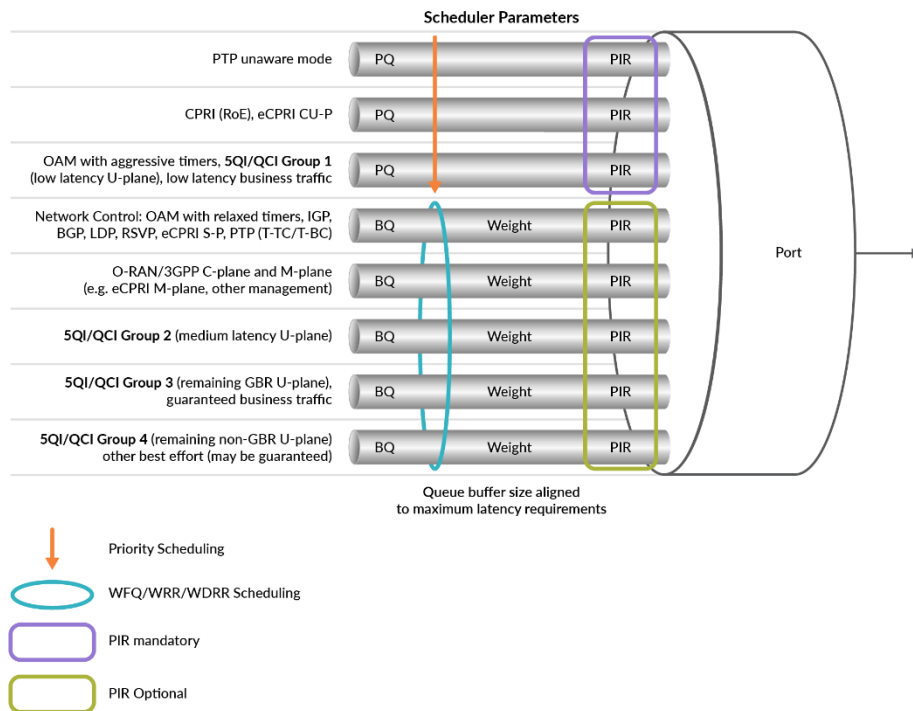 Scheduler Parameters
PTP unaware mode
PQ
PIR
CPRI (RoE), eCPRI CU-P
PQ
PIR
OAM with aggressive timers, 5QI/QCI Group 1
(low latency U-plane), low latency business traffic
PQ
PIR
Network Control: OAM with relaxed timers, IGP,
BGP, LDP, RSVP, eCPRI S-P, PTP (T-TC/T-BC)
BQ
Weight
PIR
Port
O-RAN/3GPP C-plane and M-plane
(e.g. eCPRI M-plane, other management)
BQ
Weight
PIR
5QI/QCI Group 2 (medium latency U-plane)
BQ
Weight
PIR
5QI/QCI Group 3 (remaining GBR U-plane),
guaranteed business traffic
BQ
Weight
PIR
5QI/QCI Group 4 (remaining non-GBR U-plane)
other best effort (may be guaranteed)
BQ
Weight
PIR
Queue buffer size aligned
to maximum latency requirements
Priority Scheduling
WFQ/WRR/WDRR Scheduling
PIR mandatory
PIR Optional